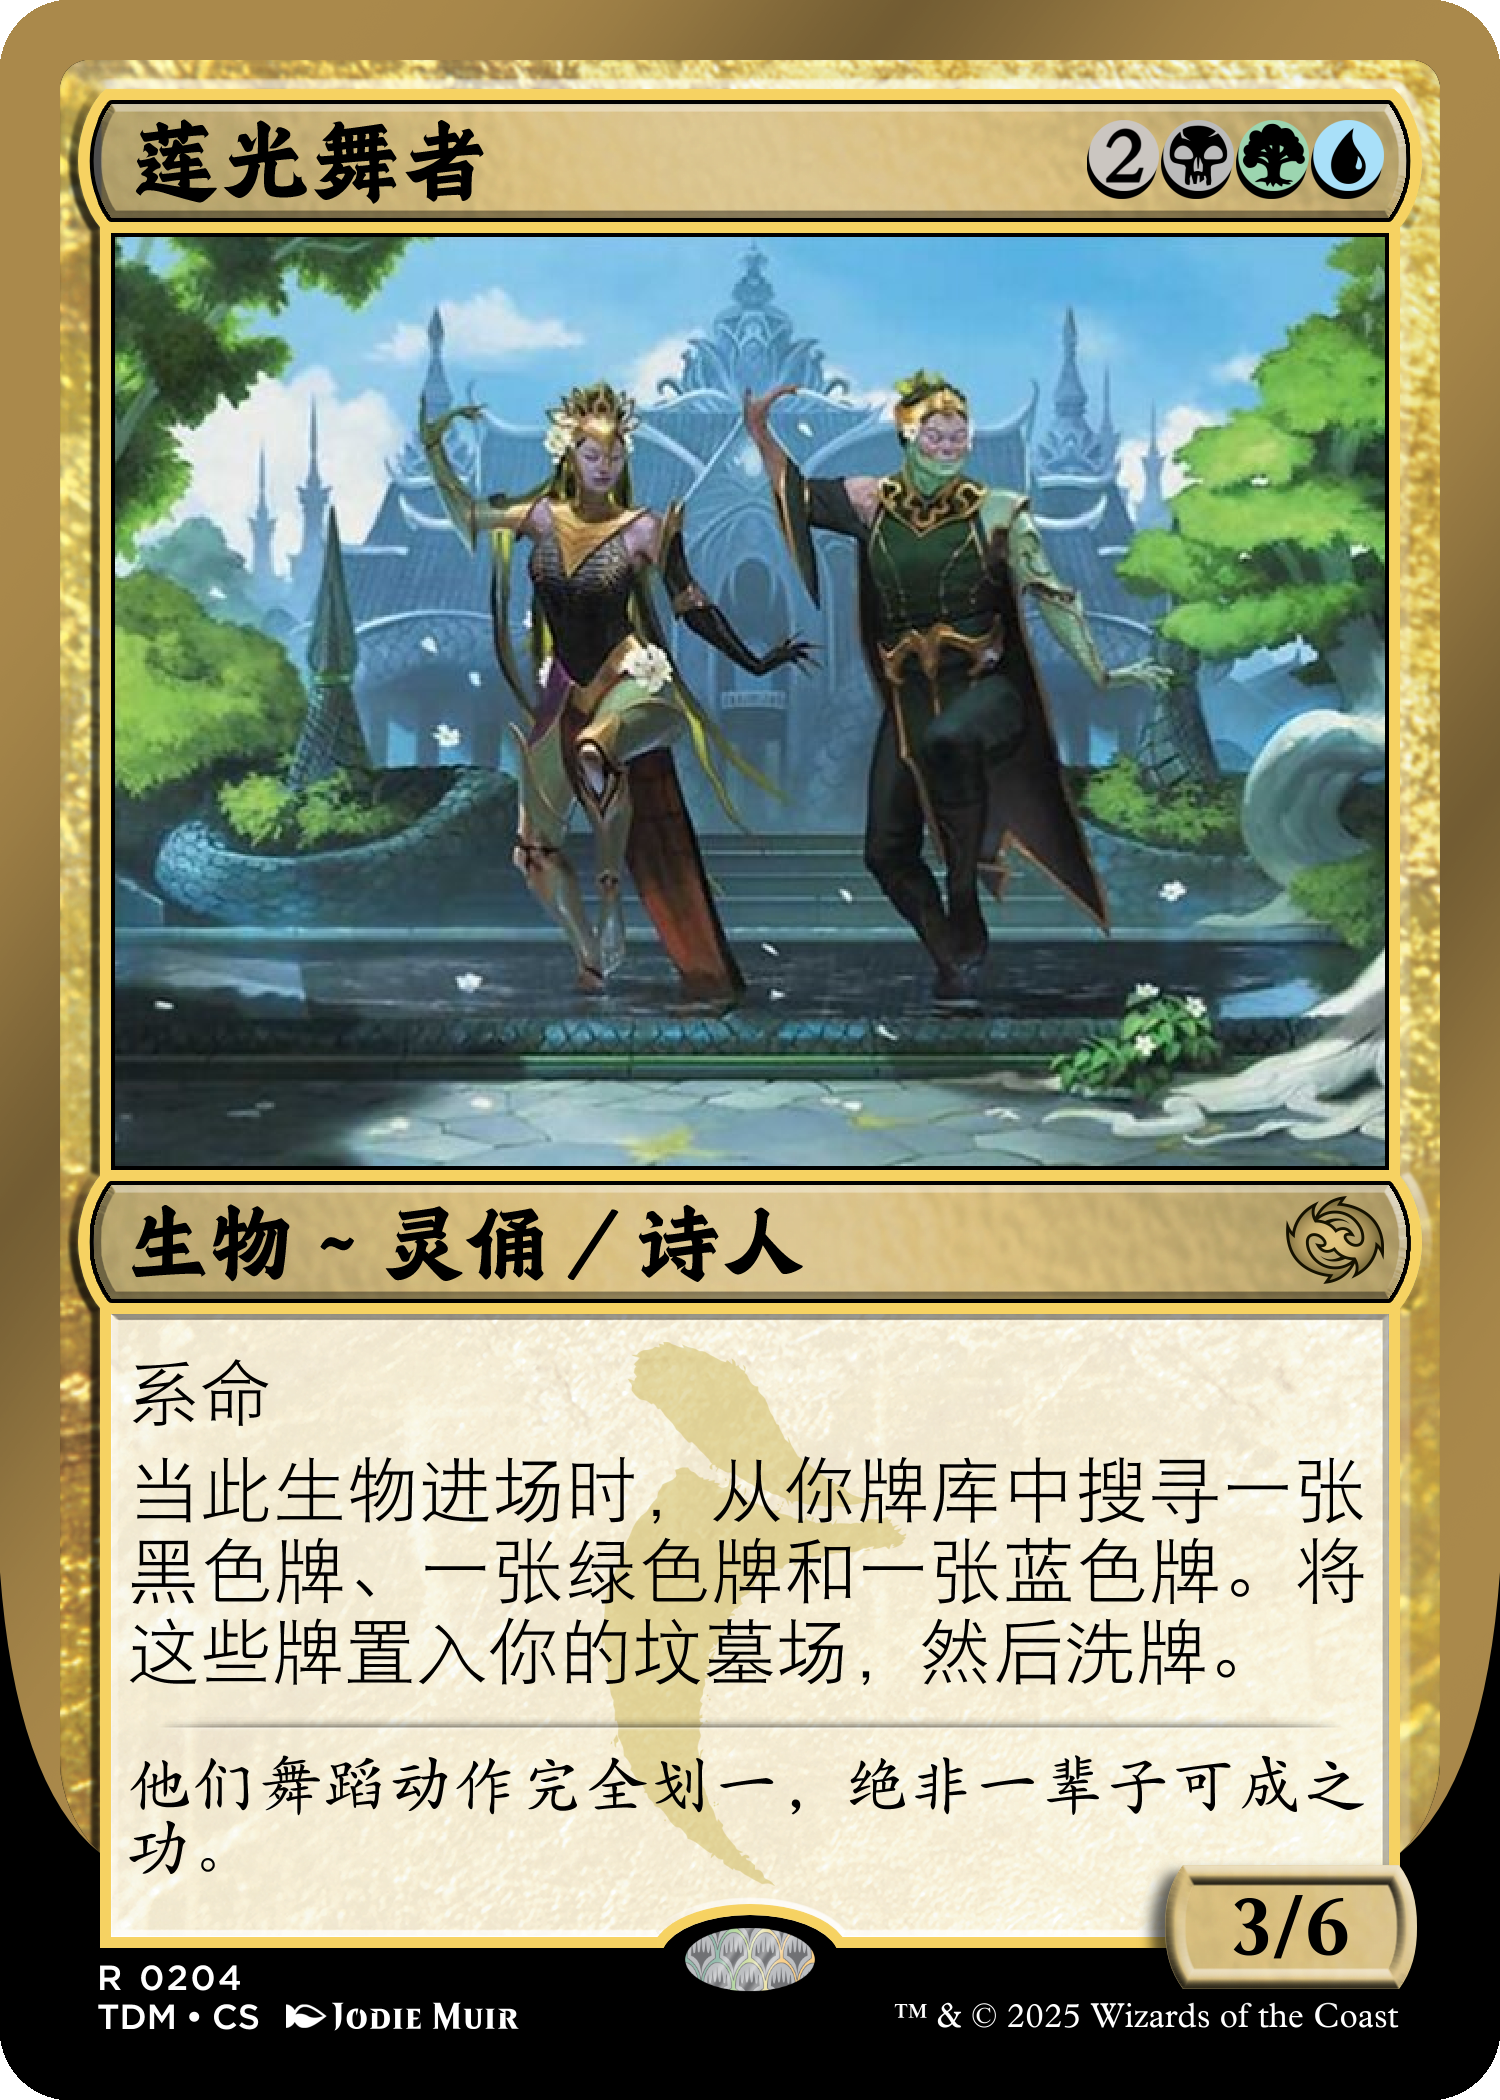 莲光舞者 2
生物 ~ 灵俑 / 诗人
系命
当此生物进场时，从你牌库中搜寻一张
黑色牌、一张绿色牌和一张蓝色牌。将
这些牌置入你的坟墓场，然后洗牌。
他们舞蹈动作完全划一，绝非一辈子可成之
功。
3/6
R 0204
TDM • CS JODIE MUIR
™ & © 2025 Wizards of the Coast